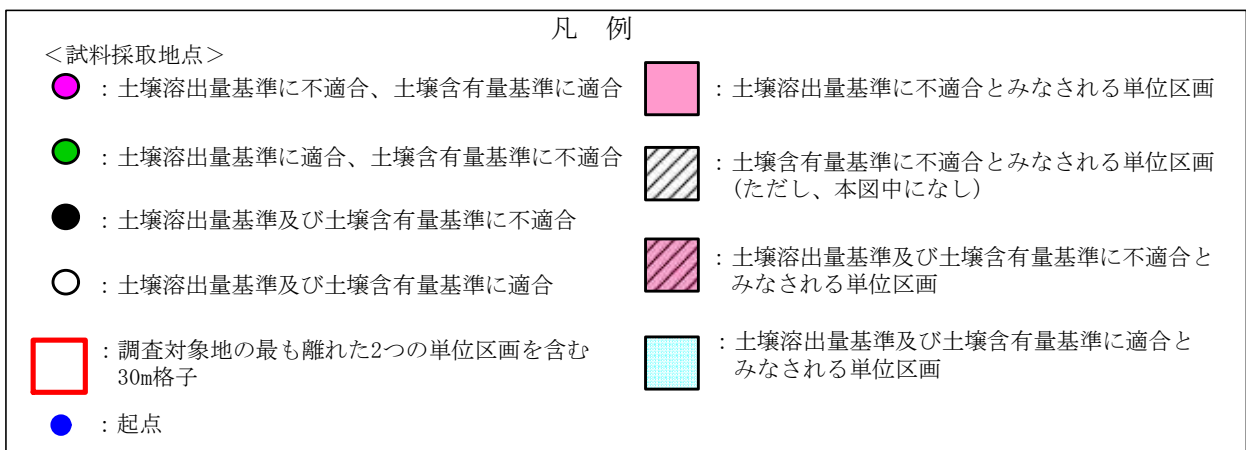 凡　例
＜試料採取地点＞
：土壌溶出量基準に不適合、土壌含有量基準に適合
：土壌溶出量基準に適合、土壌含有量基準に不適合
：土壌溶出量基準及び土壌含有量基準に不適合
：土壌溶出量基準及び土壌含有量基準に適合
：調査対象地の最も離れた2つの単位区画を含む
30m格子
：起点
：土壌溶出量基準に不適合とみなされる単位区画
：土壌含有量基準に不適合とみなされる単位区画
(ただし、本図中になし)
：土壌溶出量基準及び土壌含有量基準に不適合と
みなされる単位区画
：土壌溶出量基準及び土壌含有量基準に適合と
みなされる単位区画